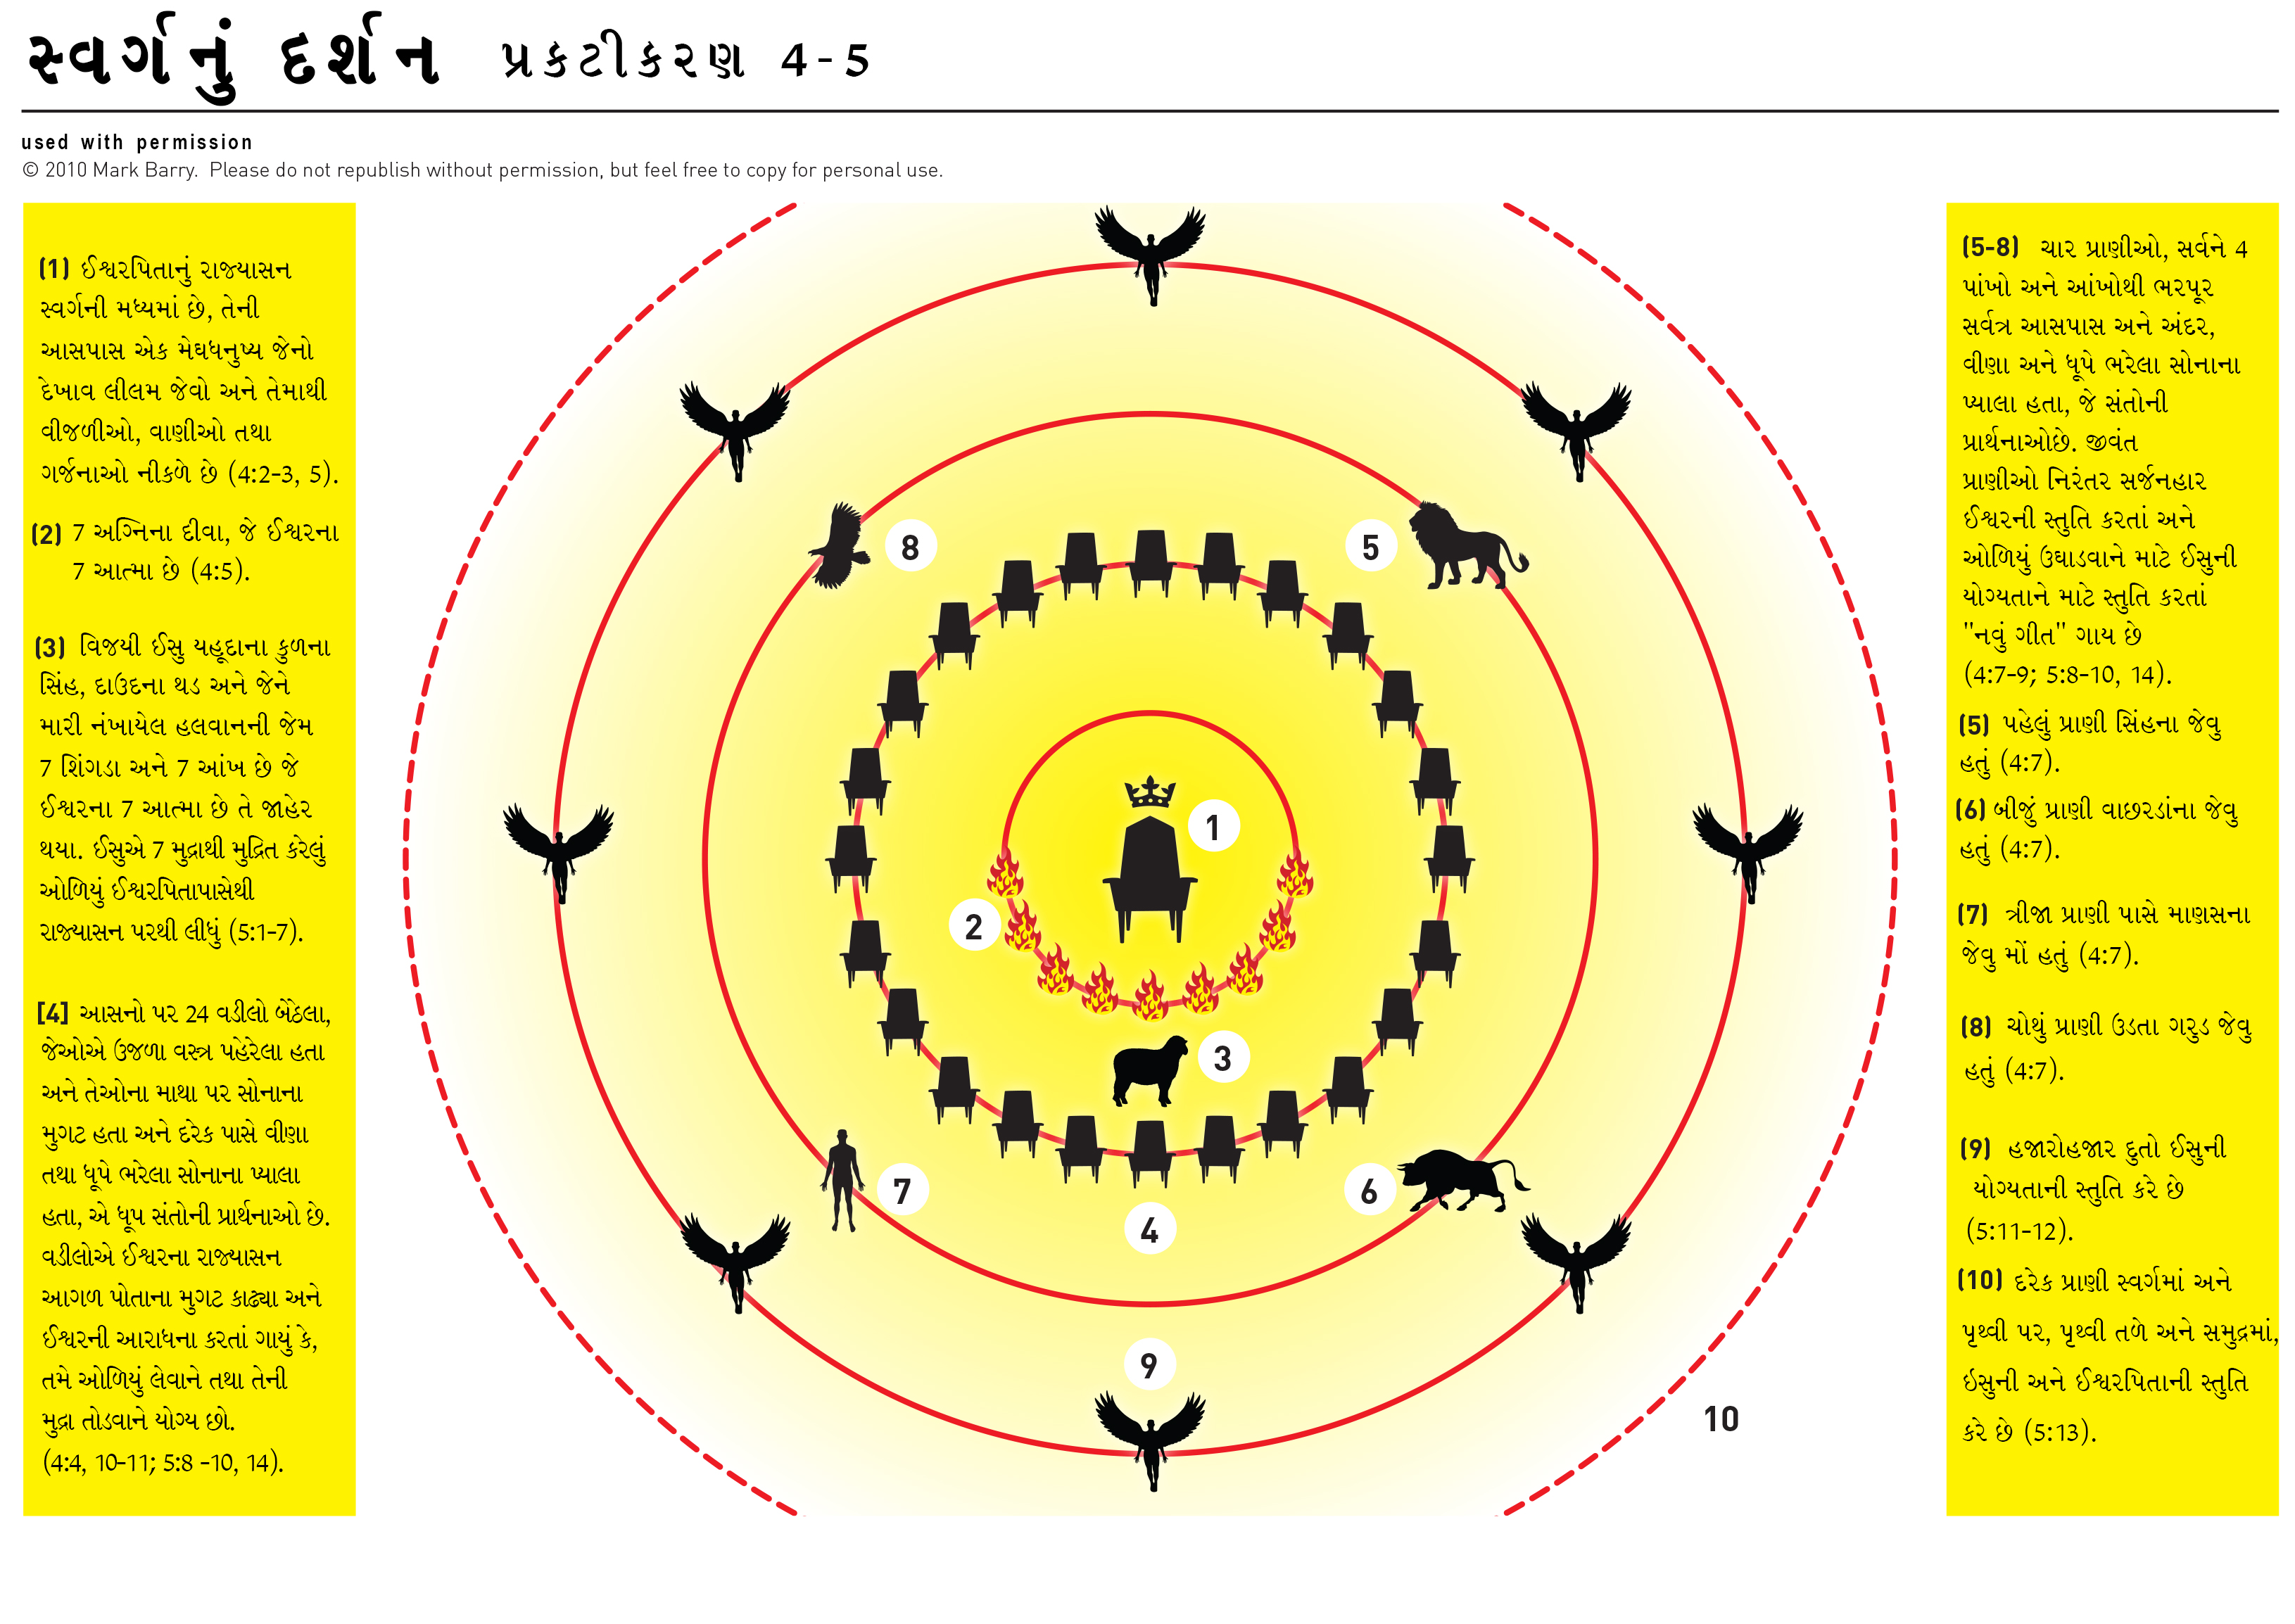 સ્વર્ગનું દર્શન પ્રકટીકરણ 4-5
used with permission
© 2010 Mark Barry. Please do not republish without permission, but feel free to copy for personal use.
(1) ઈશ્વરપિતાનું રાજ્યાસન
સ્વર્ગની મધ્યમાં છે, તેની
આસપાસ એક મેઘધનુષ્ય જેનો
દેખાવ લીલમ જેવો અને તેમાથી
વીજળીઓ, વાણીઓ તથા
ગર્જનાઓ નીકળે છે (4:2-3, 5).
(2) 7 અગ્નિના દીવા, જે ઈશ્વરના
7 આત્મા છે (4:5).
(3) વિજયી ઈસુ યહૂદાના કુળના
સિંહ, દાઉદના થડ અને જેને
મારી નંખાયેલ હલવાનની જેમ
7 શિંગડા અને 7 આંખ છે જે
ઈશ્વરના 7 આત્મા છે તે જાહેર
થયા. ઈસુએ 7 મુદ્રાથી મુદ્રિત કરેલું
ઓળિયું ઈશ્વરપિતાપાસેથી
રાજ્યાસન પરથી લીધું (5:1-7).
[4] આસનો પર 24 વડીલો બેઠેલા,
જેઓએ ઉજળા વસ્ત્ર પહેરેલા હતા
અને તેઓના માથા પર સોનાના
મુગટ હતા અને દરેક પાસે વીણા
તથા ધૂપે ભરેલા સોનાના પ્યાલા
હતા, એ ધૂપ સંતોની પ્રાર્થનાઓ છે.
વડીલોએ ઈશ્વરના રાજ્યાસન
આગળ પોતાના મુગટ કાઢ્યા અને
ઈશ્વરની આરાધના કરતાં ગાયું કે,
તમે ઓળિયું લેવાને તથા તેની
મુદ્રા તોડવાને યોગ્ય છો.
(4:4, 10-11; 5:8 -10, 14).
8
5
1
2
3
7
6
4
9
10
(5-8) ચાર પ્રાણીઓ, સર્વને 4
પાંખો અને આંખોથી ભરપૂર
સર્વત્ર આસપાસ અને અંદર,
વીણા અને ધૂપે ભરેલા સોનાના
પ્યાલા હતા, જે સંતોની
પ્રાર્થનાઓછે. જીવંત
પ્રાણીઓ નિરંતર સર્જનહાર
ઈશ્વરની સ્તુતિ કરતાં અને
ઓળિયું ઉઘાડવાને માટે ઈસુની
યોગ્યતાને માટે સ્તુતિ કરતાં
"નવું ગીત" ગાય છે
(4:7-9; 5:8-10, 14).
(5) પહેલું પ્રાણી સિંહના જેવુ
હતું (4:7).
(6) બીજું પ્રાણી વાછરડાંના જેવુ
હતું (4:7).
(7) ત્રીજા પ્રાણી પાસે માણસના
જેવુ મોં હતું (4:7).
(8) ચોથું પ્રાણી ઉડતા ગરુડ જેવુ
હતું (4:7).
(9) હજારોહજાર દુતો ઈસુની
યોગ્યતાની સ્તુતિ કરે છે
(5:11-12).
(10) દરેક પ્રાણી સ્વર્ગમાં અને
પૃથ્વી પર, પૃથ્વી તળે અને સમુદ્રમાં,
ઇસુની અને ઈશ્વરપિતાની સ્તુતિ
કરે છે (5:13).